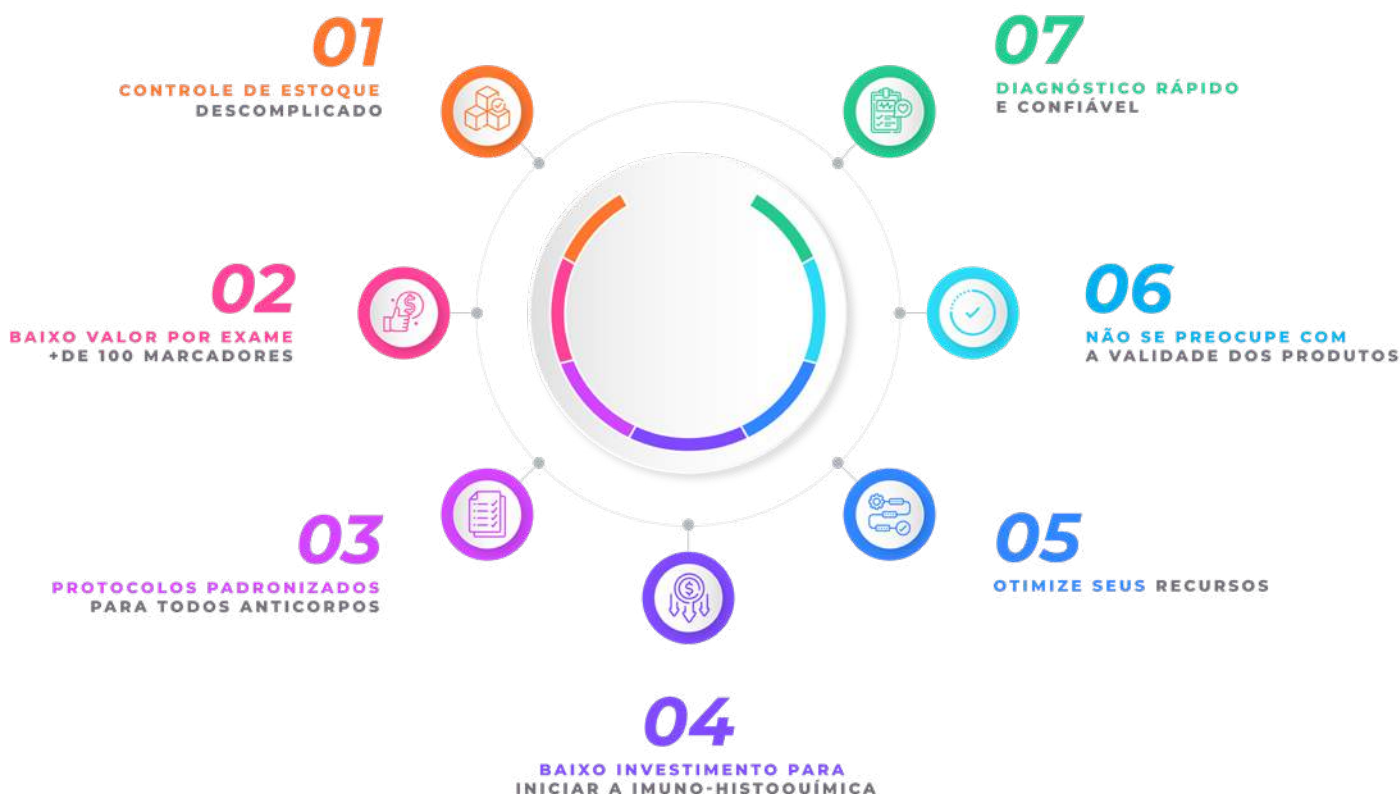 01
CONTROLE DE ESTOQUE
DESCOMPLICADO
02
BAIXO VALOR POR EXAME
+DE 100 MARCADORES
03
PROTOCOLOS PADRONIZADOS
PARA TODOS ANTICORPOS
04
BAIXO INVESTIMENTO PARA
INICIAR A IMUNO-HISTOQUÍMICA
05
OTIMIZE SEUS RECURSOS
06
NÃO SE PREOCUPE COM
A VALIDADE DOS PRODUTOS
07
DIAGNÓSTICO RÁPIDO
E CONFIÁVEL